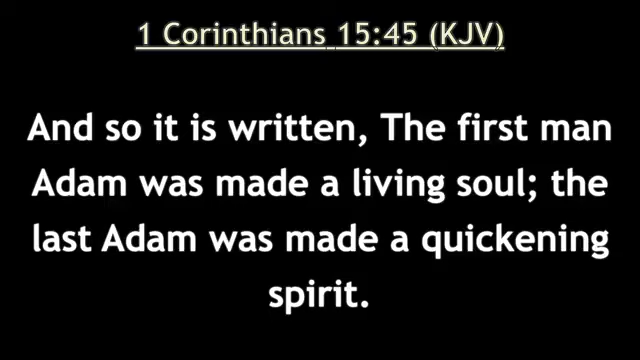 1 Corinthians 15:45 (KJV)
And so it is written, The first man
Adam was made a living soul; the
last Adam was made a quickening
spirit.